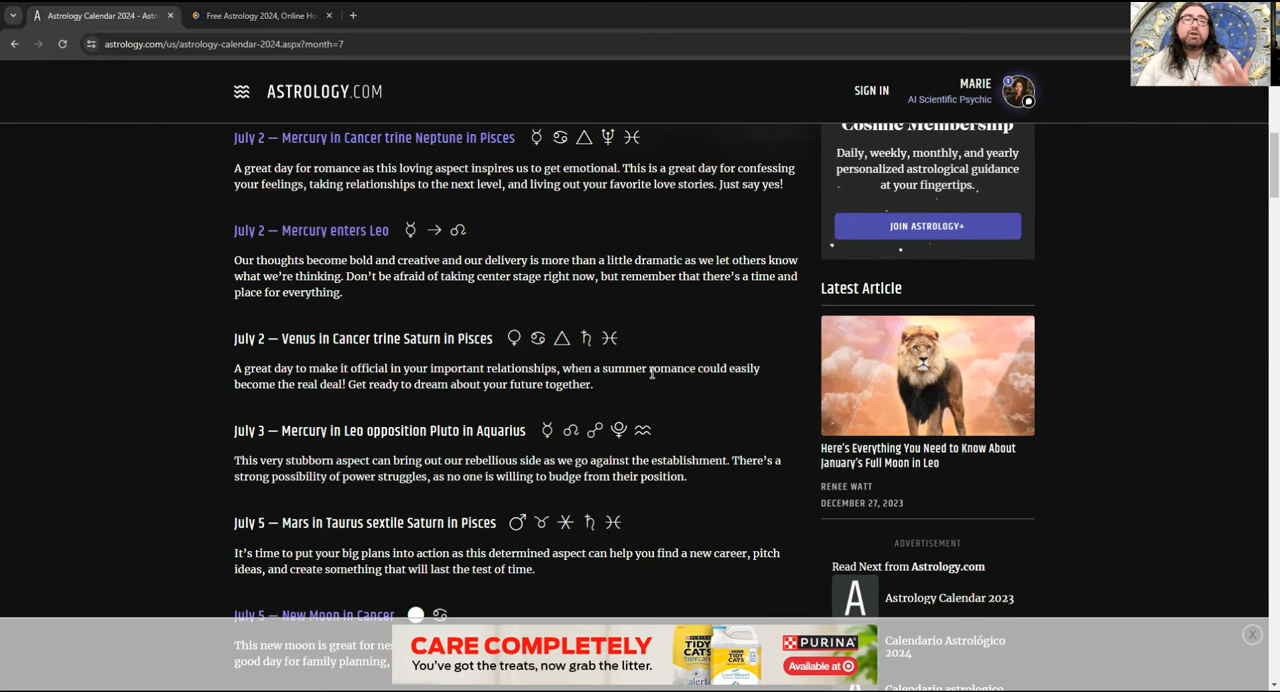 Astrology Calendar 2024 - Astr
Free Astrology 2024, Online Ho
astrology.com/us/astrology-calendar-2024.aspx?month=7
ASTROLOGY.COM
SIGN IN
MARIE
AI Scientific Psychic
July 2 — Mercury in Cancer trine Neptune in Pisces ☿ ♋ △ ♆ ♓
A great day for romance as this loving aspect inspires us to get emotional. This is a great day for confessing
your feelings, taking relationships to the next level, and living out your favorite love stories. Just say yes!
July 2 — Mercury enters Leo ☿ → ♌
Our thoughts become bold and creative and our delivery is more than a little dramatic as we let others know
what we're thinking. Don't be afraid of taking center stage right now, but remember that there's a time and
place for everything.
July 2 — Venus in Cancer trine Saturn in Pisces ♀ ♋ △ ♄ ♓
A great day to make it official in your important relationships, when a summer romance could easily
become the real deal! Get ready to dream about your future together.
July 3 — Mercury in Leo opposition Pluto in Aquarius ☿ ♌ ☍ ♇ ♒
This very stubborn aspect can bring out our rebellious side as we go against the establishment. There's a
strong possibility of power struggles, as no one is willing to budge from their position.
July 5 — Mars in Taurus sextile Saturn in Pisces ♂ ♉ ⚹ ♄ ♓
It's time to put your big plans into action as this determined aspect can help you find a new career, pitch
ideas, and create something that will last the test of time.
July 5 — New Moon in Cancer ♋
This new moon is great for nes
good day for family planning,
Cosmic Membership
Daily, weekly, monthly, and yearly
personalized astrological guidance
at your fingertips.
JOIN ASTROLOGY+
Latest Article
Here's Everything You Need to Know About
January's Full Moon in Leo
RENEE WATT
DECEMBER 27, 2023
ADVERTISEMENT
Read Next from Astrology.com
A
Astrology Calendar 2023
Calendario Astrológico
2024
Calendario astrologico
CARE COMPLETELY
You've got the treats, now grab the litter.
TIDY
CATS
PURINA
TIDY CATS
Available at